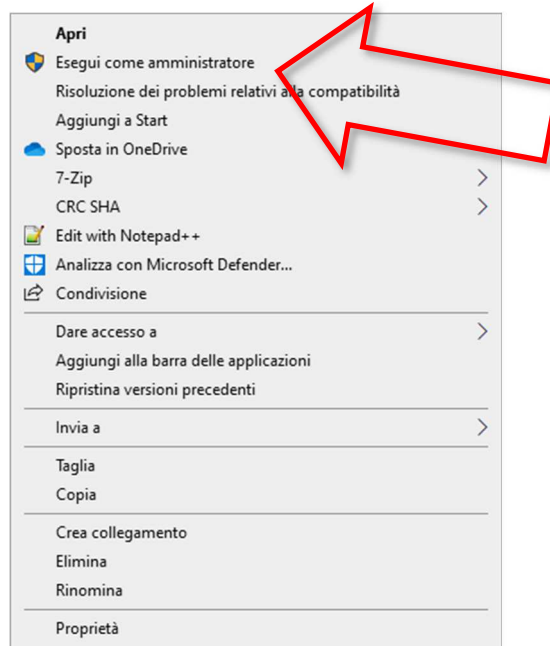 Apri
Esegui come amministratore
Risoluzione dei problemi relativi alla compatibilità
Aggiungi a Start
Sposta in OneDrive
7-Zip
CRC SHA
Edit with Notepad++
Analizza con Microsoft Defender...
Condivisione
Dare accesso a
Aggiungi alla barra delle applicazioni
Ripristina versioni precedenti
Invia a
Taglia
Copia
Crea collegamento
Elimina
Rinomina
Proprietà